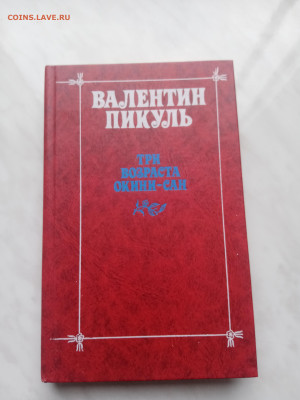 COINS.LAVE.RU
ВАЛЕНТИН
ПИКУЛЬ
ТРИ
ВОЗРАСТА
ОКИНИ-САН